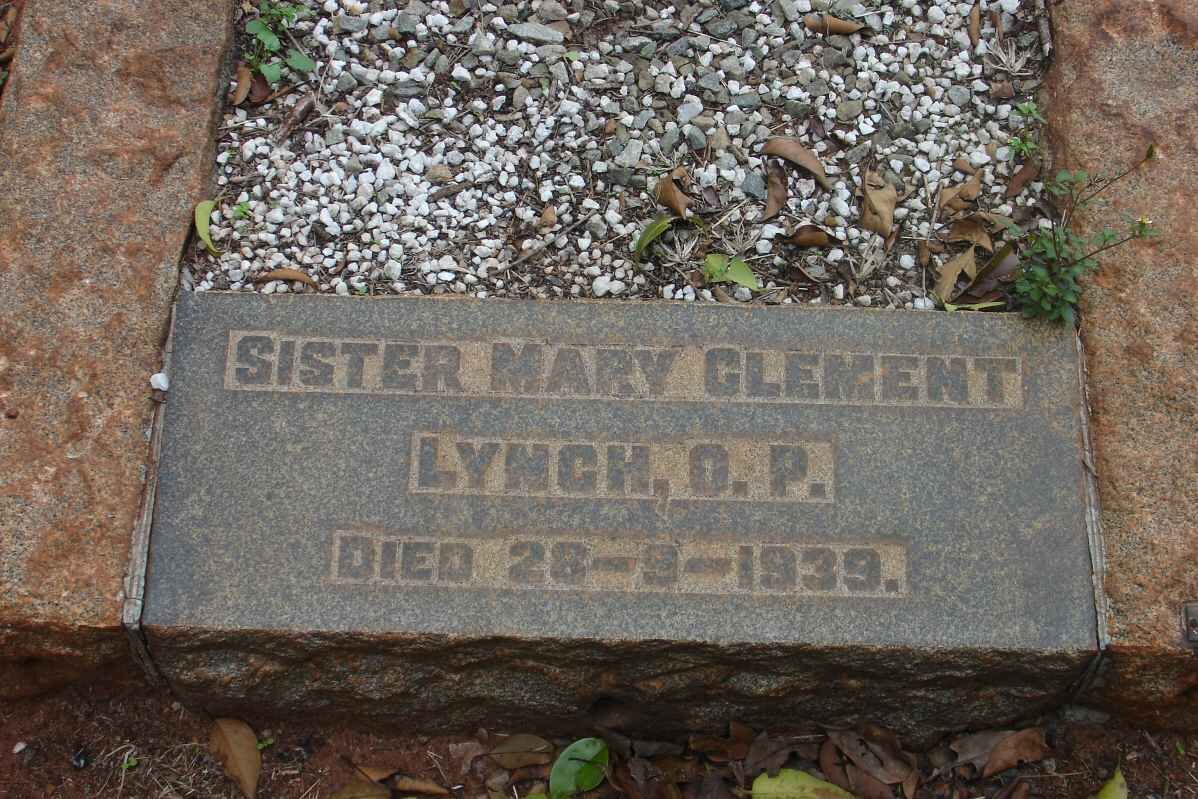 SISTER MARY CLEMENT
LYNCH, O. P.
DIED 28-9-1939.